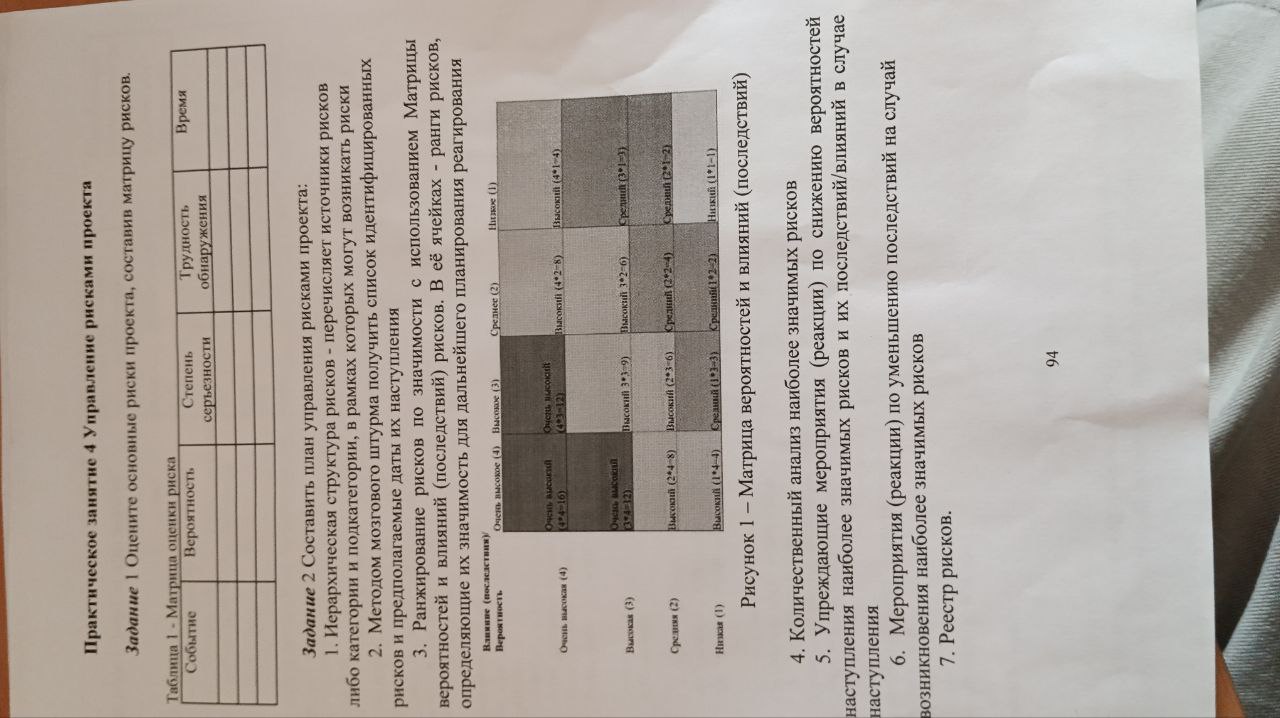 Практическое занятие 4 Управление рисками проекта
Задание 1 Оцените основные риски проекта, составив матрицу рисков.
Таблица 1 - Матрица оценки риска
Событие Вероятность Степень серьезности Трудность обнаружения Время
Задание 2 Составить план управления рисками проекта:
1. Иерархическая структура рисков - перечисляет источники рисков
либо категории и подкатегории, в рамках которых могут возникать риски
2. Методом мозгового штурма получить список идентифицированных
рисков и предполагаемые даты их наступления
3. Ранжирование рисков по значимости с использованием Матрицы
вероятностей и влияний (последствий) рисков. В её ячейках - ранги рисков,
определяющие их значимость для дальнейшего планирования реагирования
Влияние (последствия)/
Вероятность Очень высокое (4) Высокое (3) Среднее (2) Низкое (1)
Очень высокая (4) Очень высокий (4*4=16) Очень высокий (4*3=12) Высокий (4*2=8) Высокий (4*1=4)
Высокая (3) Очень высокий (3*4=12) Высокий 3*3=9) Высокий 3*2=6) Средний (3*1=3)
Средняя (2) Высокий (2*4=8) Высокий (2*3=6) Средний (2*2=4) Средний (2*1=2)
Низкая (1) Высокий (1*4=4) Средний (1*3=3) Средний(1*2=2) Низкий (1*1=1)
Рисунок 1 – Матрица вероятностей и влияний (последствий)
4. Количественный анализ наиболее значимых рисков
5. Упреждающие мероприятия (реакции) по снижению вероятностей
наступления наиболее значимых рисков и их последствий/влияний в случае
наступления
6. Мероприятия (реакции) по уменьшению последствий на случай
возникновения наиболее значимых рисков
7. Реестр рисков.
94